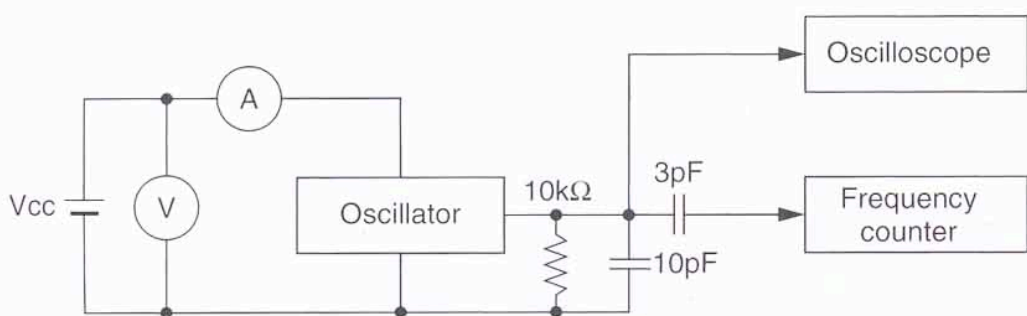 Oscilloscope
A
10kΩ
3pF
Vcc
V
Oscillator
Frequency
counter
10pF